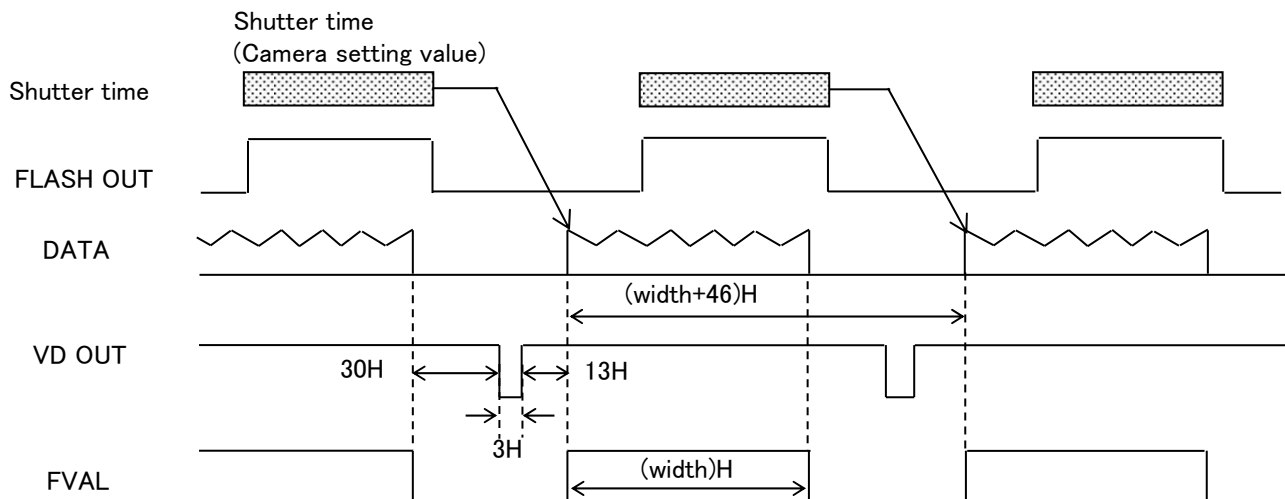 Shutter time
(Camera setting value)
Shutter time
FLASH OUT
DATA
(width+46)H
VD OUT
30H
13H
3H
(width)H
FVAL